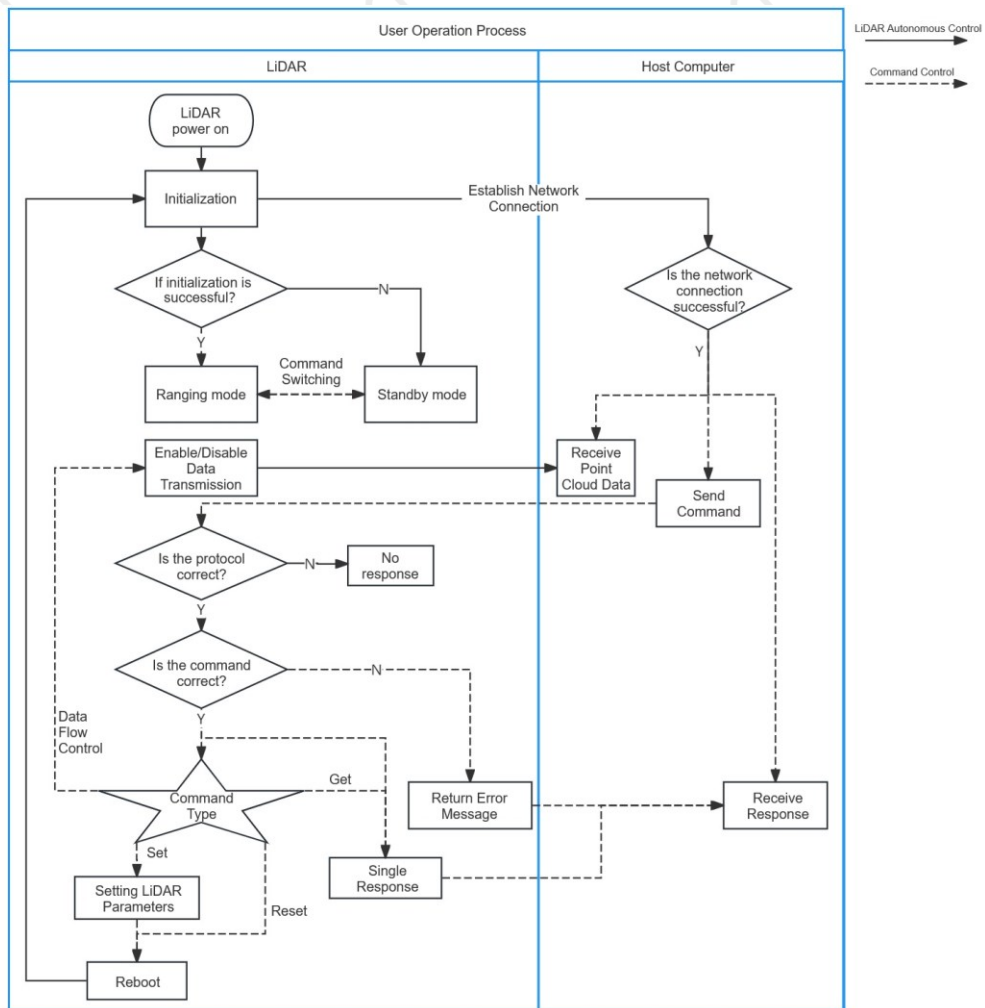 User Operation Process
LiDAR Autonomous Control
LiDAR
Host Computer
Command Control
LiDAR
power on
Initialization
Establish Network
Connection
If initialization is
successful?
N
Is the network
connection
successful?
Y
Y
Command
Switching
Ranging mode
Standby mode
Enable/Disable
Data
Transmission
Receive
Point
Cloud Data
Send
Command
Is the protocol
correct?
N
No
response
Y
Is the command
correct?
N
Y
Data
Flow
Control
Get
Command
Type
Return Error
Message
Receive
Response
Set
Single
Response
Setting LiDAR
Parameters
Reset
Reboot